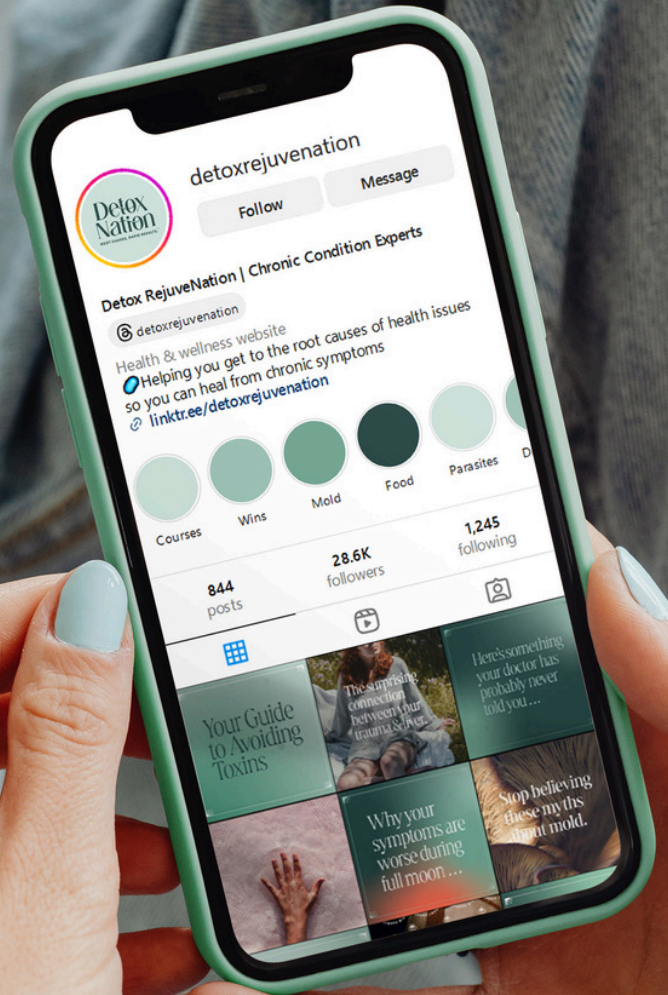 detoxrejuvenation
Follow
Message
Detox
Nation
Detox RejuveNation | Chronic Condition Experts
detoxrejuvenation
Health & wellness website
Helping you get to the root causes of health issues
so you can heal from chronic symptoms
linktr.ee/detoxrejuvenation
Courses
Wins
Mold
Food
Parasites
D
844
posts
28.6K
followers
1,245
following
Your Guide
to Avoiding
Toxins
The surprising
connection
between your
trauma & liver.
Here's something
your doctor has
probably never
told you ...
Why your
symptoms are
worse during
full moon ...
Stop believing
these myths
about mold.